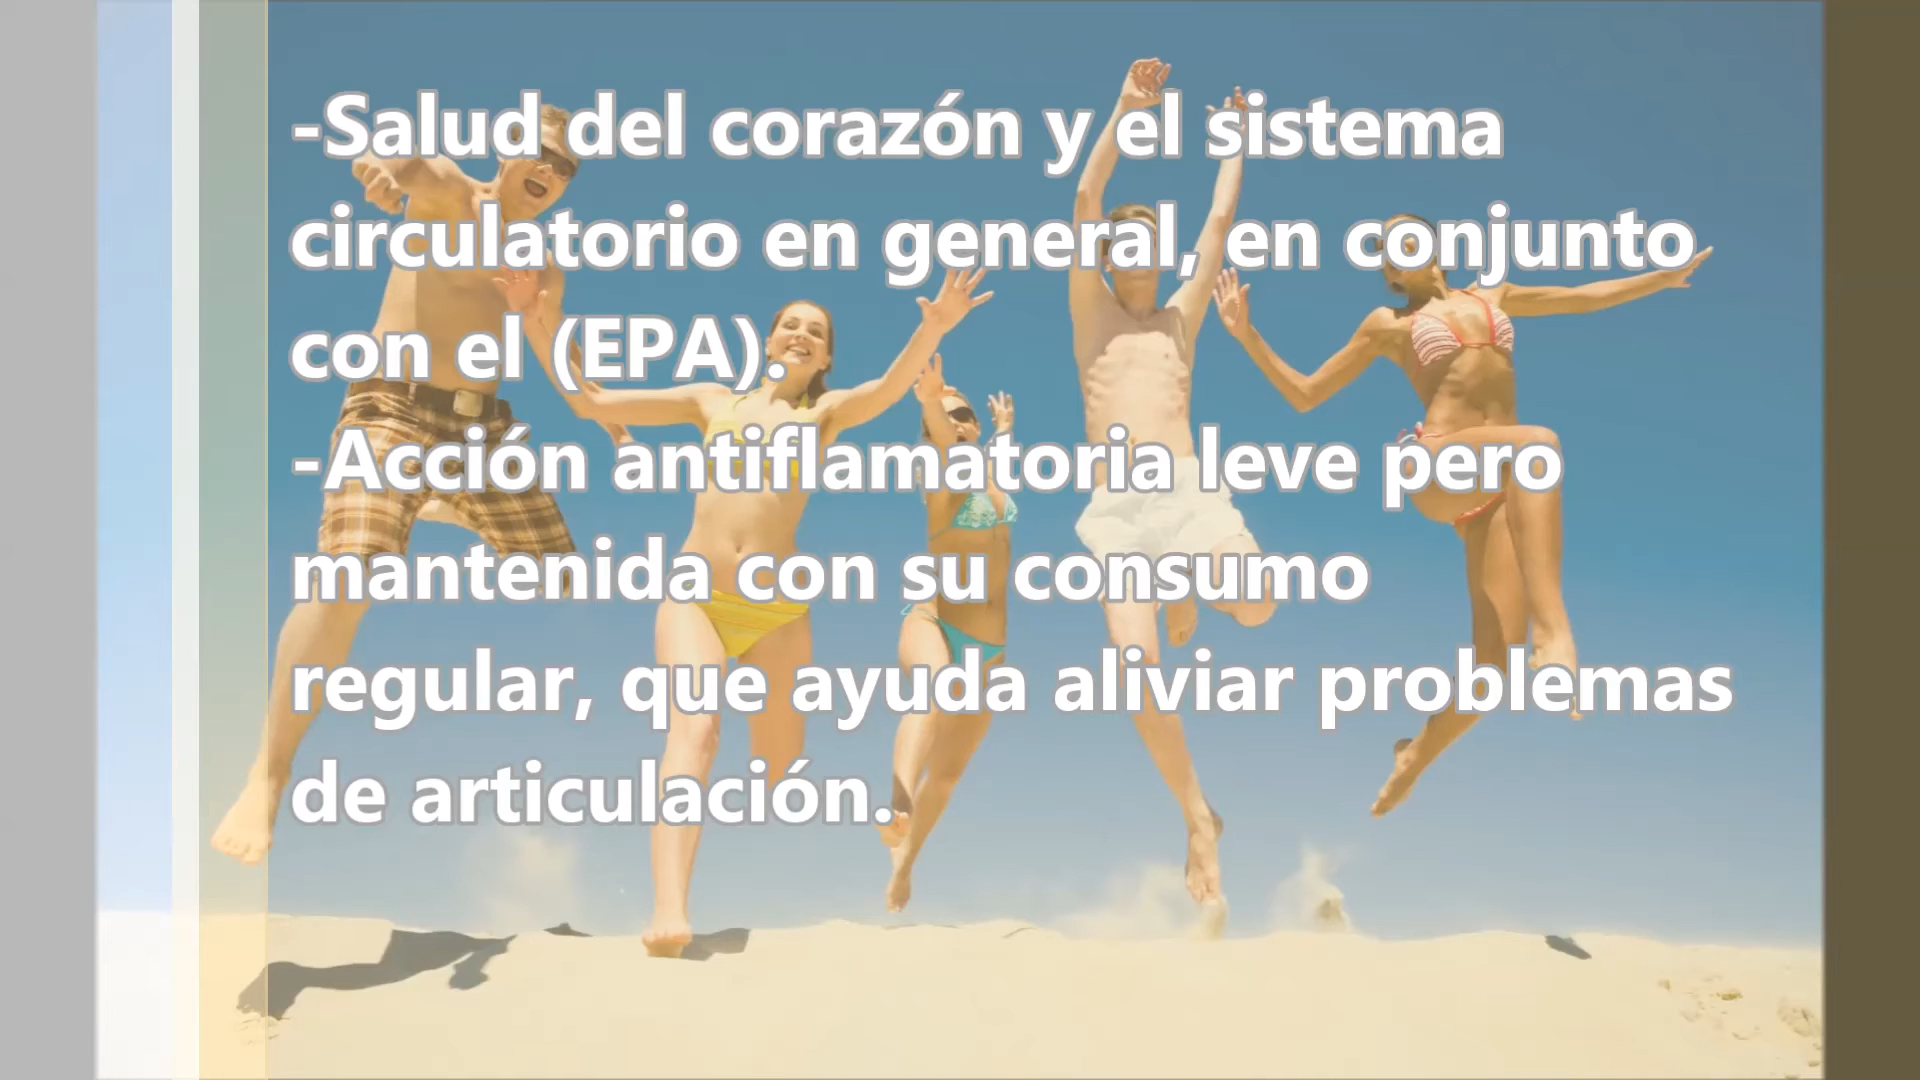 -Salud del corazón y el sistema
circulatorio en general, en conjunto
con el (EPA).
-Acción antiflamatoria leve pero
mantenida con su consumo
regular, que ayuda aliviar problemas
de articulación.